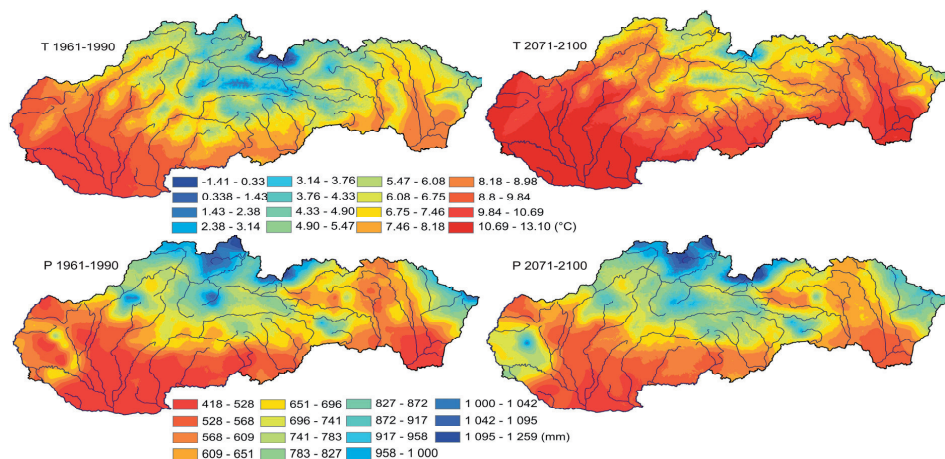 T 1961-1990
T 2071-2100
-1.41 - 0.33 3.14 - 3.76 5.47 - 6.08 8.18 - 8.98
0.338 - 1.43 3.76 - 4.33 6.08 - 6.75 8.8 - 9.84
1.43 - 2.38 4.33 - 4.90 6.75 - 7.46 9.84 - 10.69
2.38 - 3.14 4.90 - 5.47 7.46 - 8.18 10.69 - 13.10 (°C)
P 1961-1990
P 2071-2100
418 - 528 651 - 696 827 - 872 1 000 - 1 042
528 - 568 696 - 741 872 - 917 1 042 - 1 095
568 - 609 741 - 783 917 - 958 1 095 - 1 259 (mm)
609 - 651 783 - 827 958 - 1 000